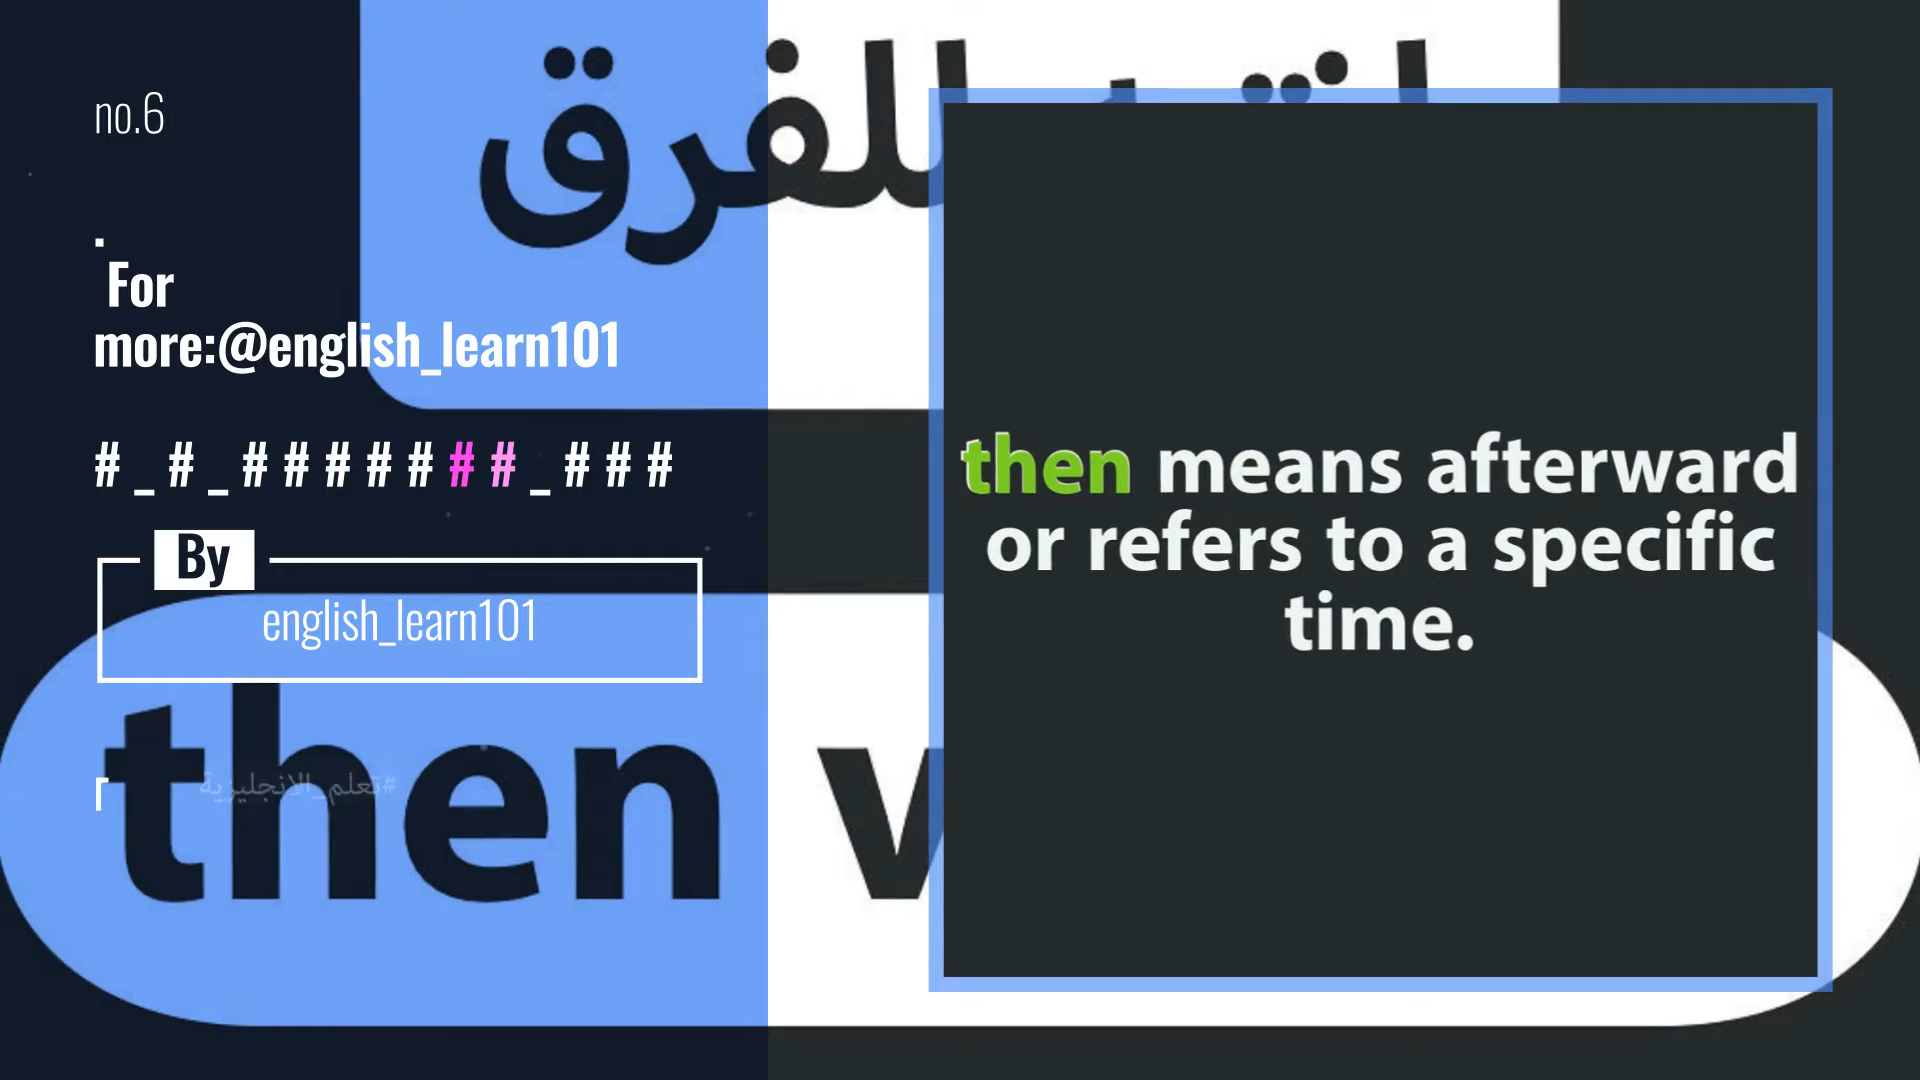 للفرق
no.6
.
For
more:@english_learn101
#_#_#######_###
By
english_learn101
then means afterward
or refers to a specific
time.
then v
#تعلم_الانجليزية